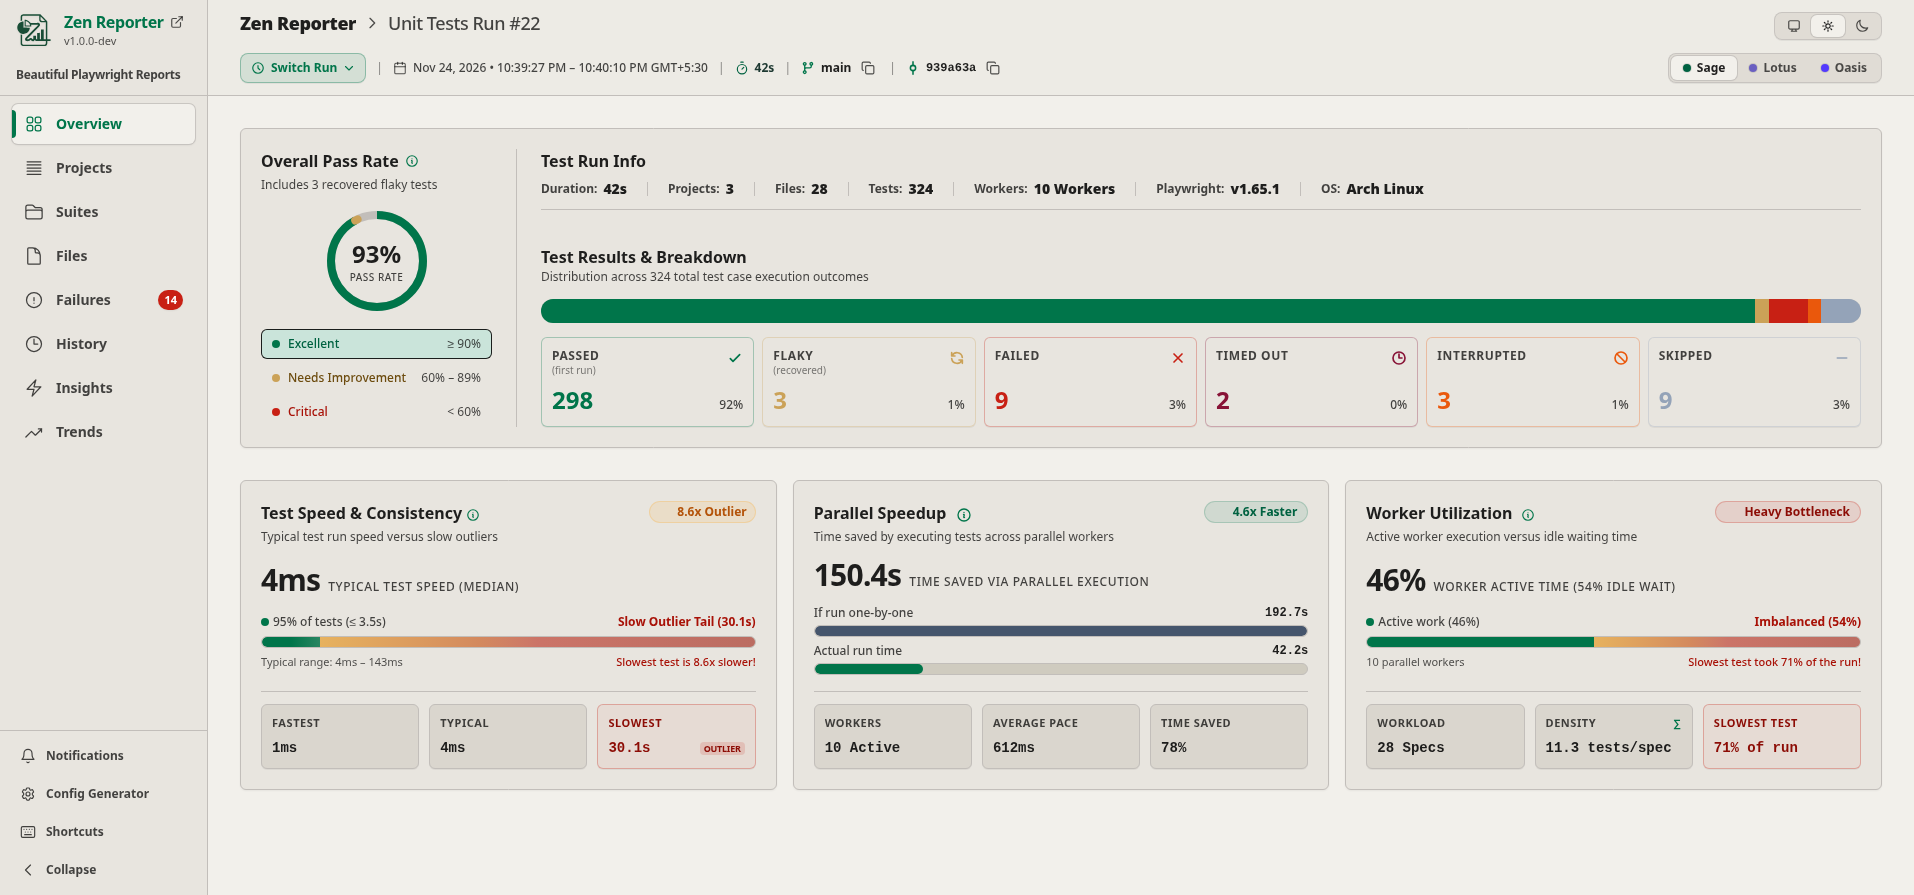 Zen Reporter
v1.0.0-dev
Beautiful Playwright Reports
Overview
Projects
Suites
Files
Failures 14
History
Insights
Trends
Notifications
Config Generator
Shortcuts
Collapse
Zen Reporter > Unit Tests Run #22
Switch Run | Nov 24, 2026 • 10:39:27 PM – 10:40:10 PM GMT+5:30 | 42s | main | 939a63a
Sage Lotus Oasis
Overall Pass Rate
Includes 3 recovered flaky tests
93%
PASS RATE
Excellent ≥ 90%
Needs Improvement 60% – 89%
Critical < 60%
Test Run Info
Duration: 42s Projects: 3 Files: 28 Tests: 324 Workers: 10 Workers Playwright: v1.65.1 OS: Arch Linux
Test Results & Breakdown
Distribution across 324 total test case execution outcomes
PASSED
(first run)
298 92%
FLAKY
(recovered)
3 1%
FAILED
9 3%
TIMED OUT
2 0%
INTERRUPTED
3 1%
SKIPPED
9 3%
Test Speed & Consistency 8.6x Outlier
Typical test run speed versus slow outliers
4ms TYPICAL TEST SPEED (MEDIAN)
95% of tests (≤ 3.5s) Slow Outlier Tail (30.1s)
Typical range: 4ms – 143ms Slowest test is 8.6x slower!
FASTEST
1ms
TYPICAL
4ms
SLOWEST
30.1s OUTLIER
Parallel Speedup 4.6x Faster
Time saved by executing tests across parallel workers
150.4s TIME SAVED VIA PARALLEL EXECUTION
If run one-by-one 192.7s
Actual run time 42.2s
WORKERS
10 Active
AVERAGE PACE
612ms
TIME SAVED
78%
Worker Utilization Heavy Bottleneck
Active worker execution versus idle waiting time
46% WORKER ACTIVE TIME (54% IDLE WAIT)
Active work (46%) Imbalanced (54%)
10 parallel workers Slowest test took 71% of the run!
WORKLOAD
28 Specs
DENSITY Σ
11.3 tests/spec
SLOWEST TEST
71% of run